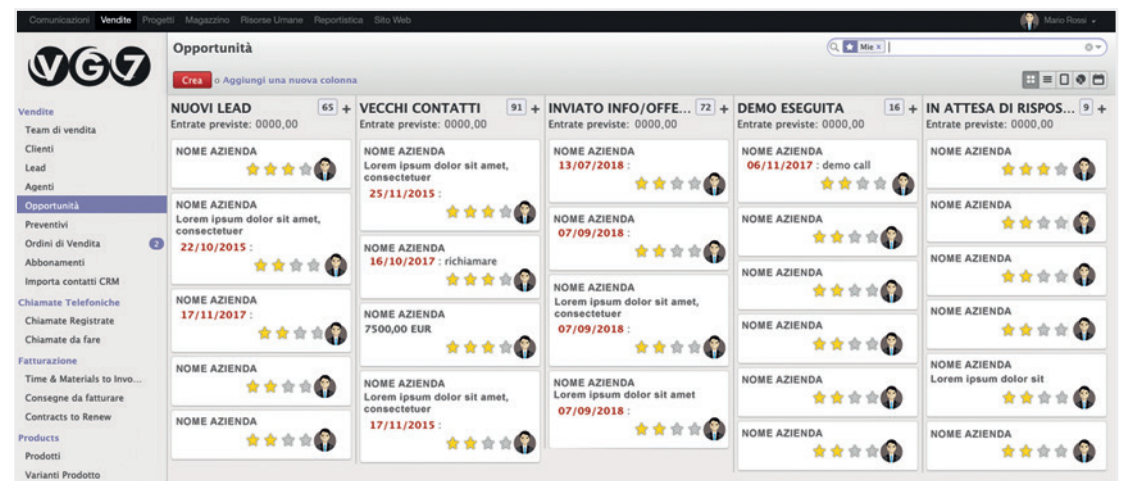 Comunicazioni Vendite Progetti Magazzino Risorse Umane Reportistica Sito Web Mario Rossi
VG7
Opportunità
Mie x
Crea o Aggiungi una nuova colonna
Vendite
Team di vendita
Clienti
Lead
Agenti
Opportunità
Preventivi
Ordini di Vendita 2
Abbonamenti
Importa contatti CRM
Chiamate Telefoniche
Chiamate Registrate
Chiamate da fare
Fatturazione
Time & Materials to Invo...
Consegne da fatturare
Contracts to Renew
Products
Prodotti
Varianti Prodotto
NUOVI LEAD 65 +
Entrate previste: 0000,00
NOME AZIENDA
NOME AZIENDA
Lorem ipsum dolor sit amet,
consectetuer
22/10/2015 :
NOME AZIENDA
17/11/2017 :
NOME AZIENDA
NOME AZIENDA
VECCHI CONTATTI 91 +
Entrate previste: 0000,00
NOME AZIENDA
Lorem ipsum dolor sit amet,
consectetuer
25/11/2015 :
NOME AZIENDA
16/10/2017 : richiamare
NOME AZIENDA
7500,00 EUR
NOME AZIENDA
Lorem ipsum dolor sit amet,
consectetuer
17/11/2015 :
INVIATO INFO/OFFE... 72 +
Entrate previste: 0000,00
NOME AZIENDA
13/07/2018 :
NOME AZIENDA
07/09/2018 :
NOME AZIENDA
Lorem ipsum dolor sit amet,
consectetuer
07/09/2018 :
NOME AZIENDA
Lorem ipsum dolor sit amet
07/09/2018 :
DEMO ESEGUITA 16 +
Entrate previste: 0000,00
NOME AZIENDA
06/11/2017 : demo call
NOME AZIENDA
NOME AZIENDA
NOME AZIENDA
NOME AZIENDA
NOME AZIENDA
IN ATTESA DI RISPOS... 9 +
Entrate previste: 0000,00
NOME AZIENDA
NOME AZIENDA
NOME AZIENDA
NOME AZIENDA
NOME AZIENDA
Lorem ipsum dolor sit
NOME AZIENDA